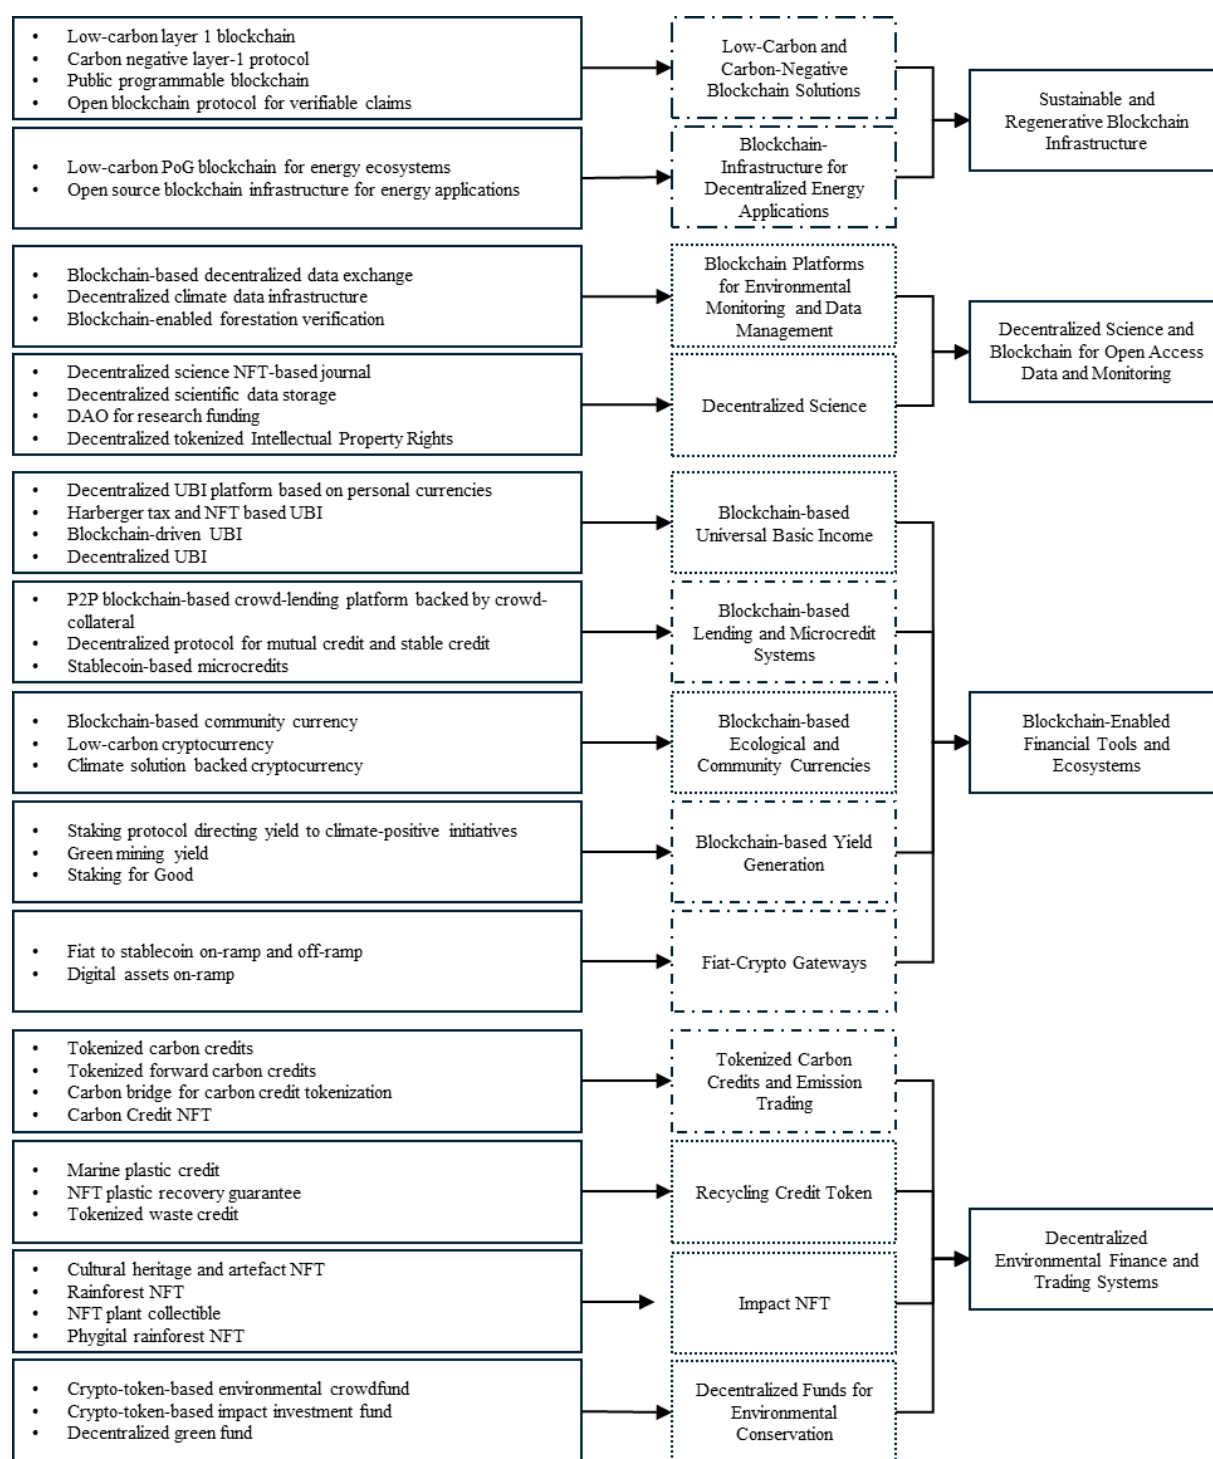 • Low-carbon layer 1 blockchain
• Carbon negative layer-1 protocol
• Public programmable blockchain
• Open blockchain protocol for verifiable claims
Low-Carbon and
Carbon-Negative
Blockchain Solutions
• Low-carbon PoG blockchain for energy ecosystems
• Open source blockchain infrastructure for energy applications
Blockchain-
Infrastructure for
Decentralized Energy
Applications
Sustainable and
Regenerative Blockchain
Infrastructure
• Blockchain-based decentralized data exchange
• Decentralized climate data infrastructure
• Blockchain-enabled forestation verification
Blockchain Platforms
for Environmental
Monitoring and Data
Management
• Decentralized science NFT-based journal
• Decentralized scientific data storage
• DAO for research funding
• Decentralized tokenized Intellectual Property Rights
Decentralized Science
Decentralized Science and
Blockchain for Open Access
Data and Monitoring
• Decentralized UBI platform based on personal currencies
• Harberger tax and NFT based UBI
• Blockchain-driven UBI
• Decentralized UBI
Blockchain-based
Universal Basic Income
• P2P blockchain-based crowd-lending platform backed by crowd-
collateral
• Decentralized protocol for mutual credit and stable credit
• Stablecoin-based microcredits
Blockchain-based
Lending and Microcredit
Systems
• Blockchain-based community currency
• Low-carbon cryptocurrency
• Climate solution backed cryptocurrency
Blockchain-based
Ecological and
Community Currencies
• Staking protocol directing yield to climate-positive initiatives
• Green mining yield
• Staking for Good
Blockchain-based Yield
Generation
• Fiat to stablecoin on-ramp and off-ramp
• Digital assets on-ramp
Fiat-Crypto Gateways
Blockchain-Enabled
Financial Tools and
Ecosystems
• Tokenized carbon credits
• Tokenized forward carbon credits
• Carbon bridge for carbon credit tokenization
• Carbon Credit NFT
Tokenized Carbon
Credits and Emission
Trading
• Marine plastic credit
• NFT plastic recovery guarantee
• Tokenized waste credit
Recycling Credit Token
• Cultural heritage and artefact NFT
• Rainforest NFT
• NFT plant collectible
• Phygital rainforest NFT
Impact NFT
• Crypto-token-based environmental crowdfund
• Crypto-token-based impact investment fund
• Decentralized green fund
Decentralized Funds for
Environmental
Conservation
Decentralized
Environmental Finance and
Trading Systems